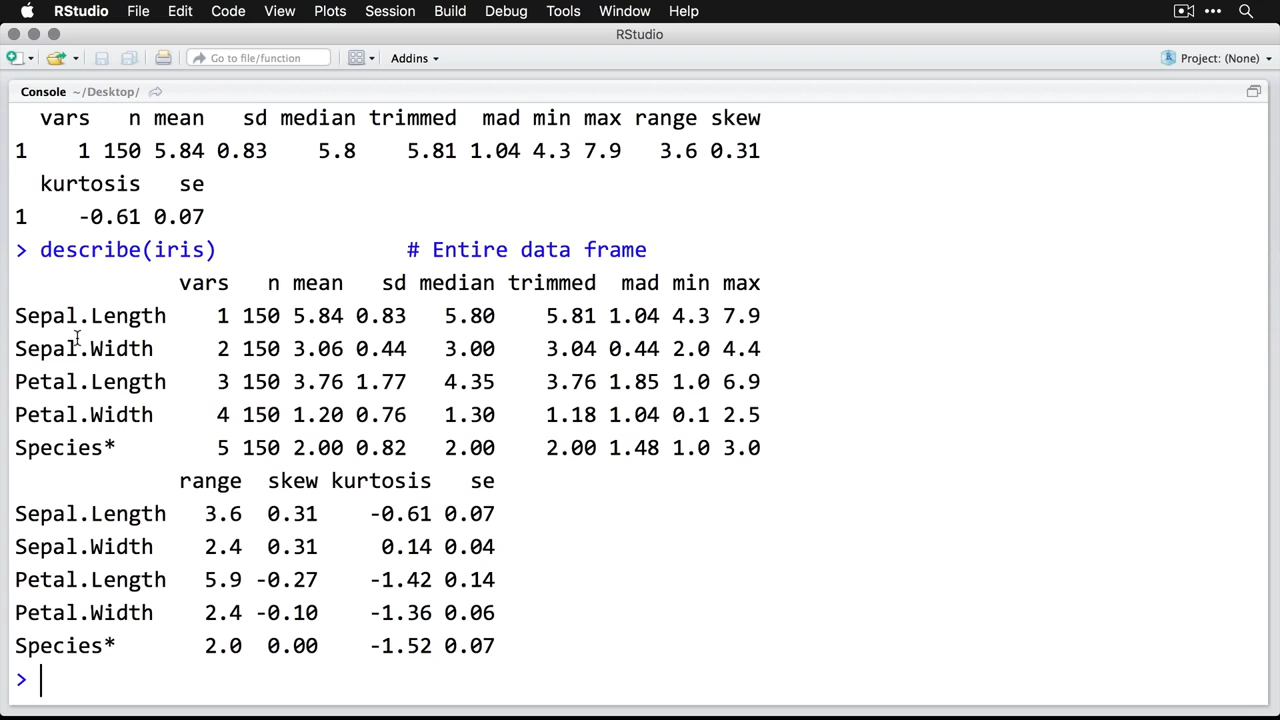 RStudio File Edit Code View Plots Session Build Debug Tools Window Help
RStudio
Go to file/function Addins Project: (None)
Console ~/Desktop/
vars n mean sd median trimmed mad min max range skew
1 1 150 5.84 0.83 5.8 5.81 1.04 4.3 7.9 3.6 0.31
kurtosis se
1 -0.61 0.07
> describe(iris) # Entire data frame
vars n mean sd median trimmed mad min max
Sepal.Length 1 150 5.84 0.83 5.80 5.81 1.04 4.3 7.9
Sepal.Width 2 150 3.06 0.44 3.00 3.04 0.44 2.0 4.4
Petal.Length 3 150 3.76 1.77 4.35 3.76 1.85 1.0 6.9
Petal.Width 4 150 1.20 0.76 1.30 1.18 1.04 0.1 2.5
Species* 5 150 2.00 0.82 2.00 2.00 1.48 1.0 3.0
range skew kurtosis se
Sepal.Length 3.6 0.31 -0.61 0.07
Sepal.Width 2.4 0.31 0.14 0.04
Petal.Length 5.9 -0.27 -1.42 0.14
Petal.Width 2.4 -0.10 -1.36 0.06
Species* 2.0 0.00 -1.52 0.07
>